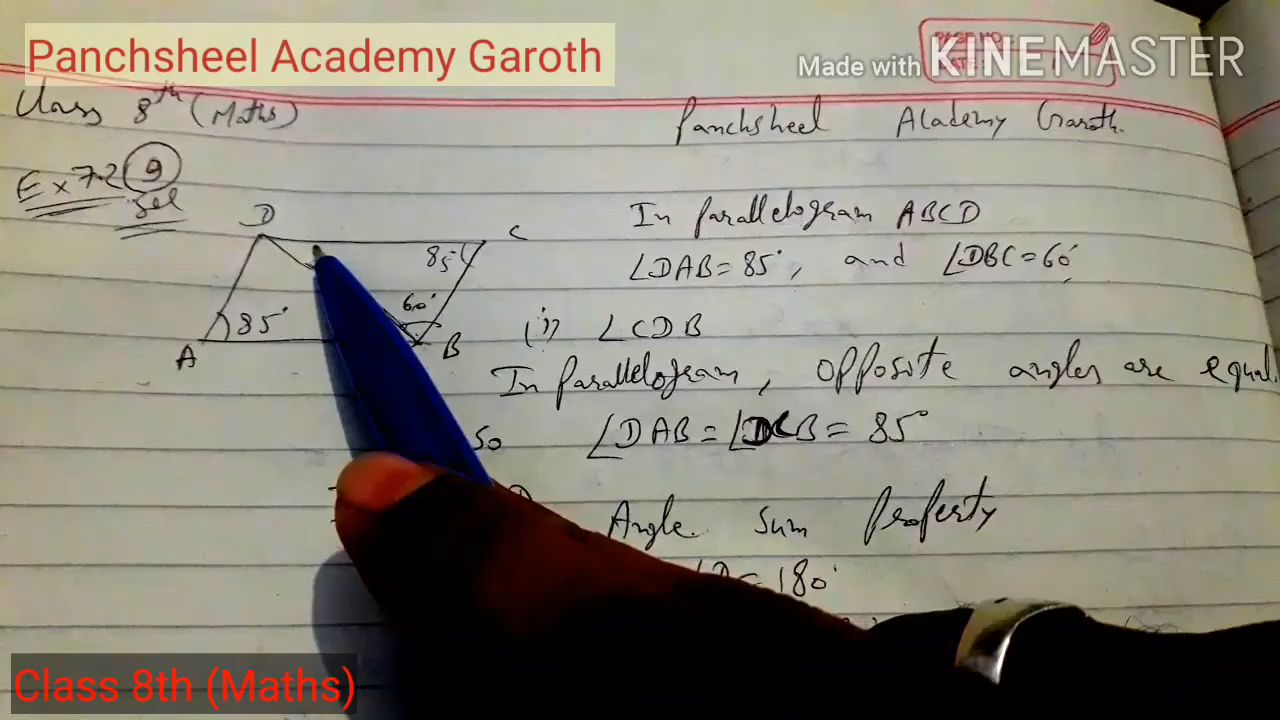 Panchsheel Academy Garoth
Made with KINEMASTER
PAGE NO
Class 8th (Maths)
Panchsheel Academy Garoth.
Ex 7.2 9
Sol
D
C
85°
60°
85°
A
B
In parallelogram ABCD
∠DAB = 85°, and ∠DBC = 60°
(i) ∠CDB
In parallelogram, opposite angles are equal.
So ∠DAB = ∠DCB = 85°
Angle Sum Property
= 180°
Class 8th (Maths)